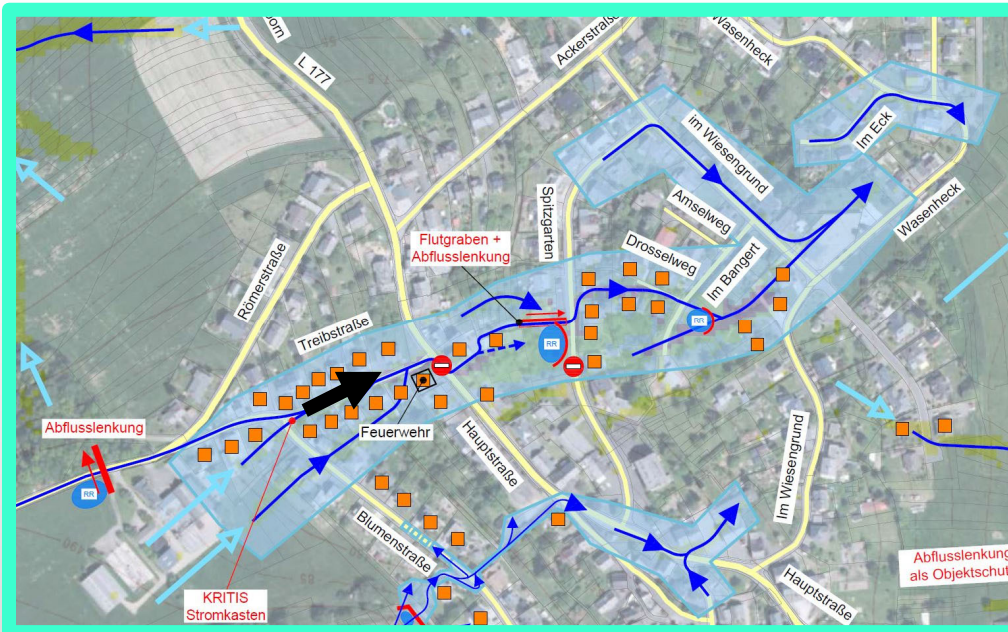 L 177
Ackerstraße
Wasenheck
im Wiesengrund
Im Eck
Amselweg
Wasenheck
Spitzgarten
Flutgraben +
Abflusslenkung
Drosselweg
Im Bangert
Römerstraße
Treibstraße
RR
RR
Abflusslenkung
RR
Feuerwehr
Hauptstraße
Im Wiesengrund
Blumenstraße
KRITIS
Stromkasten
Hauptstraße
Abflusslenkung
als Objektschut